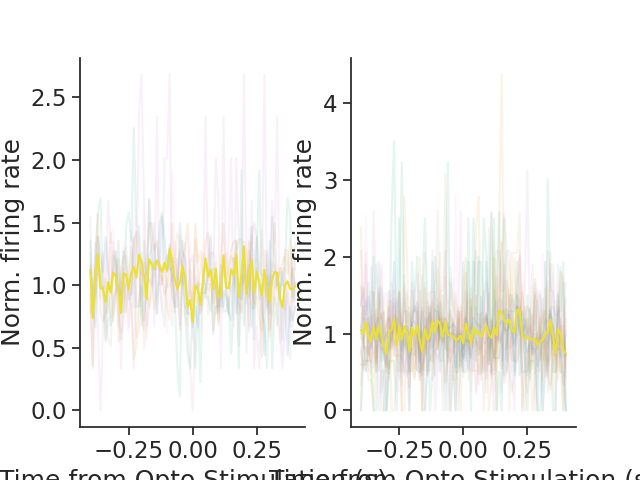 2.5
2.0
1.5
1.0
0.5
0.0
Norm. firing rate
−0.25 0.00 0.25
Time from Opto Stimulation (s)
4
3
2
1
0
Norm. firing rate
−0.25 0.00 0.25
Time from Opto Stimulation (s